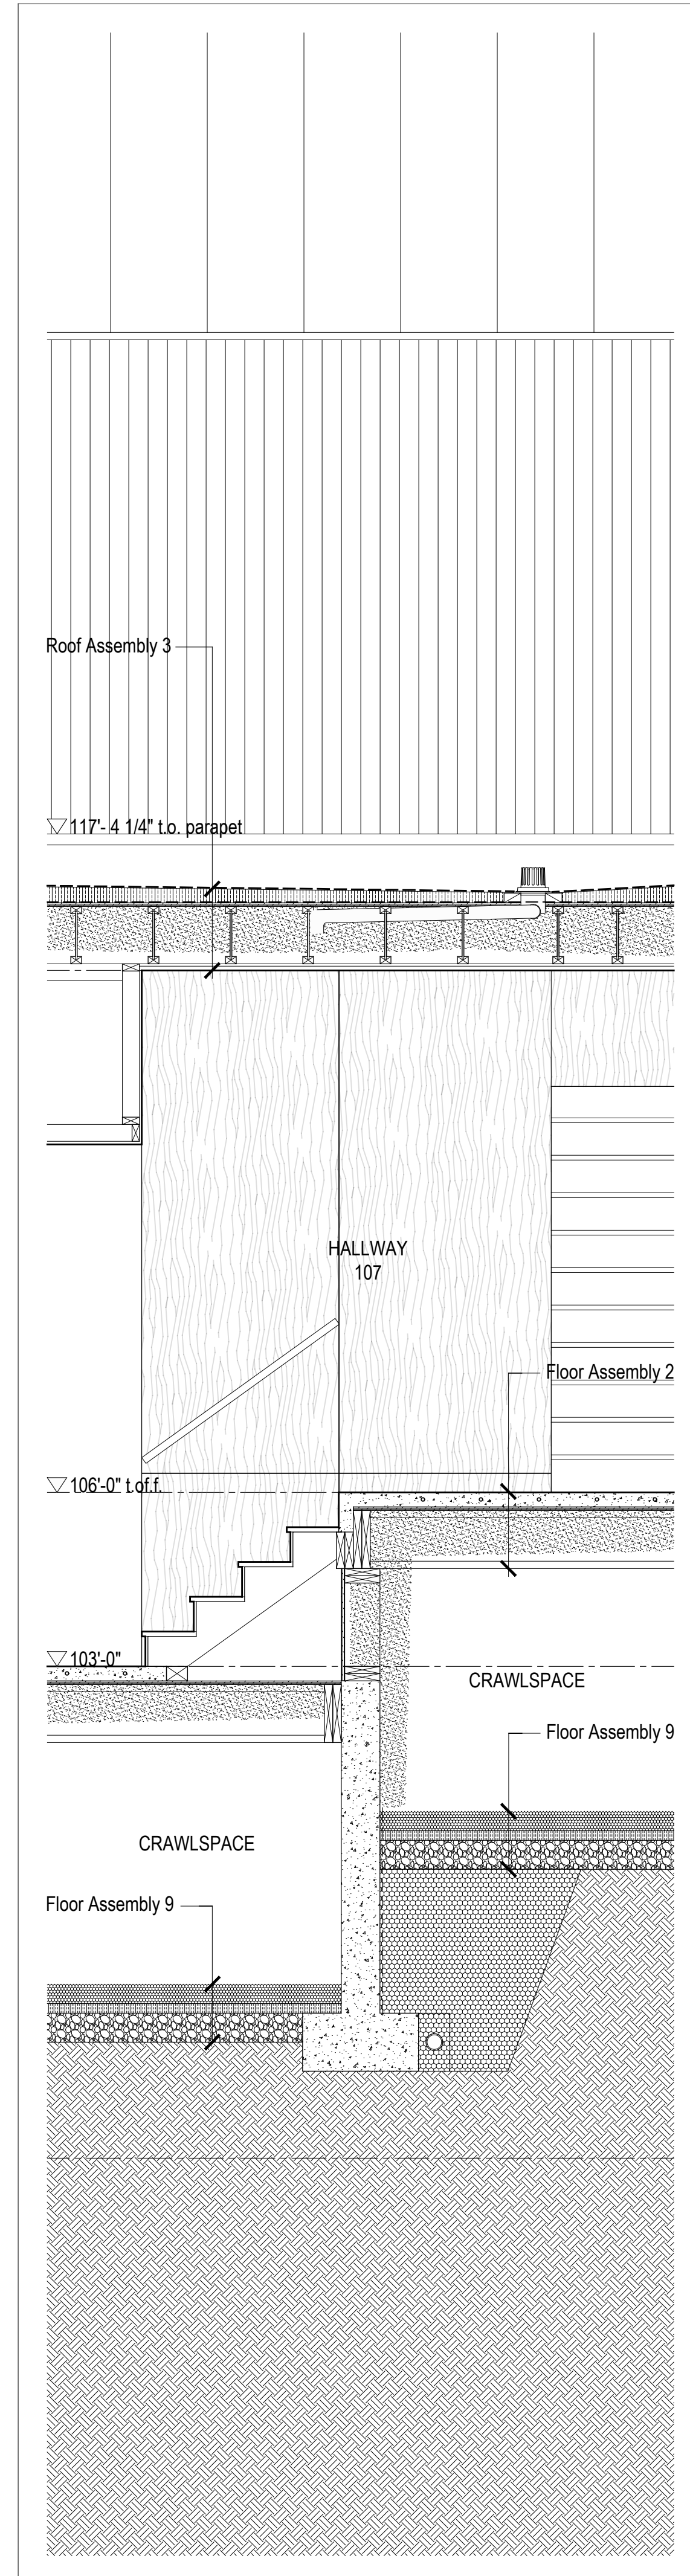 Roof Assembly 3
117'- 4 1/4" t.o. parapet
HALLWAY
107
Floor Assembly 2
106'-0" t.o.f.f.
103'-0"
CRAWLSPACE
Floor Assembly 9
CRAWLSPACE
Floor Assembly 9